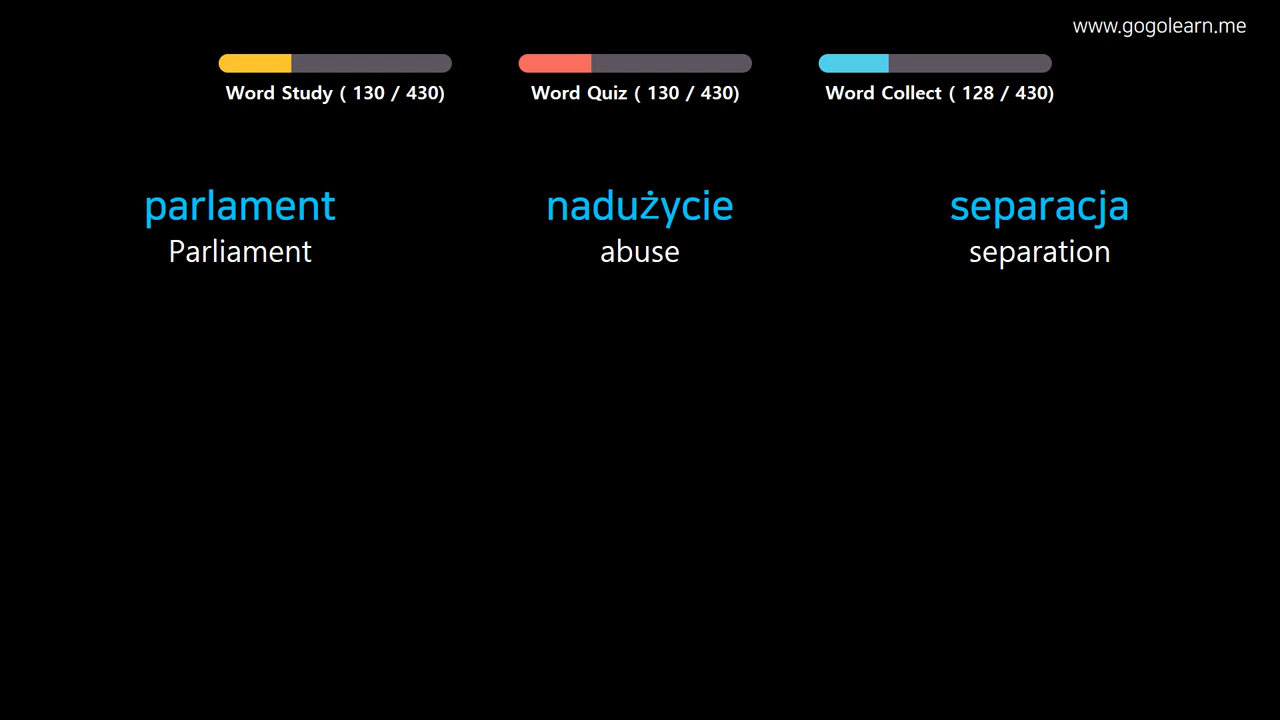 www.gogolearn.me
Word Study ( 130 / 430)
Word Quiz ( 130 / 430)
Word Collect ( 128 / 430)
parlament
Parliament
nadużycie
abuse
separacja
separation